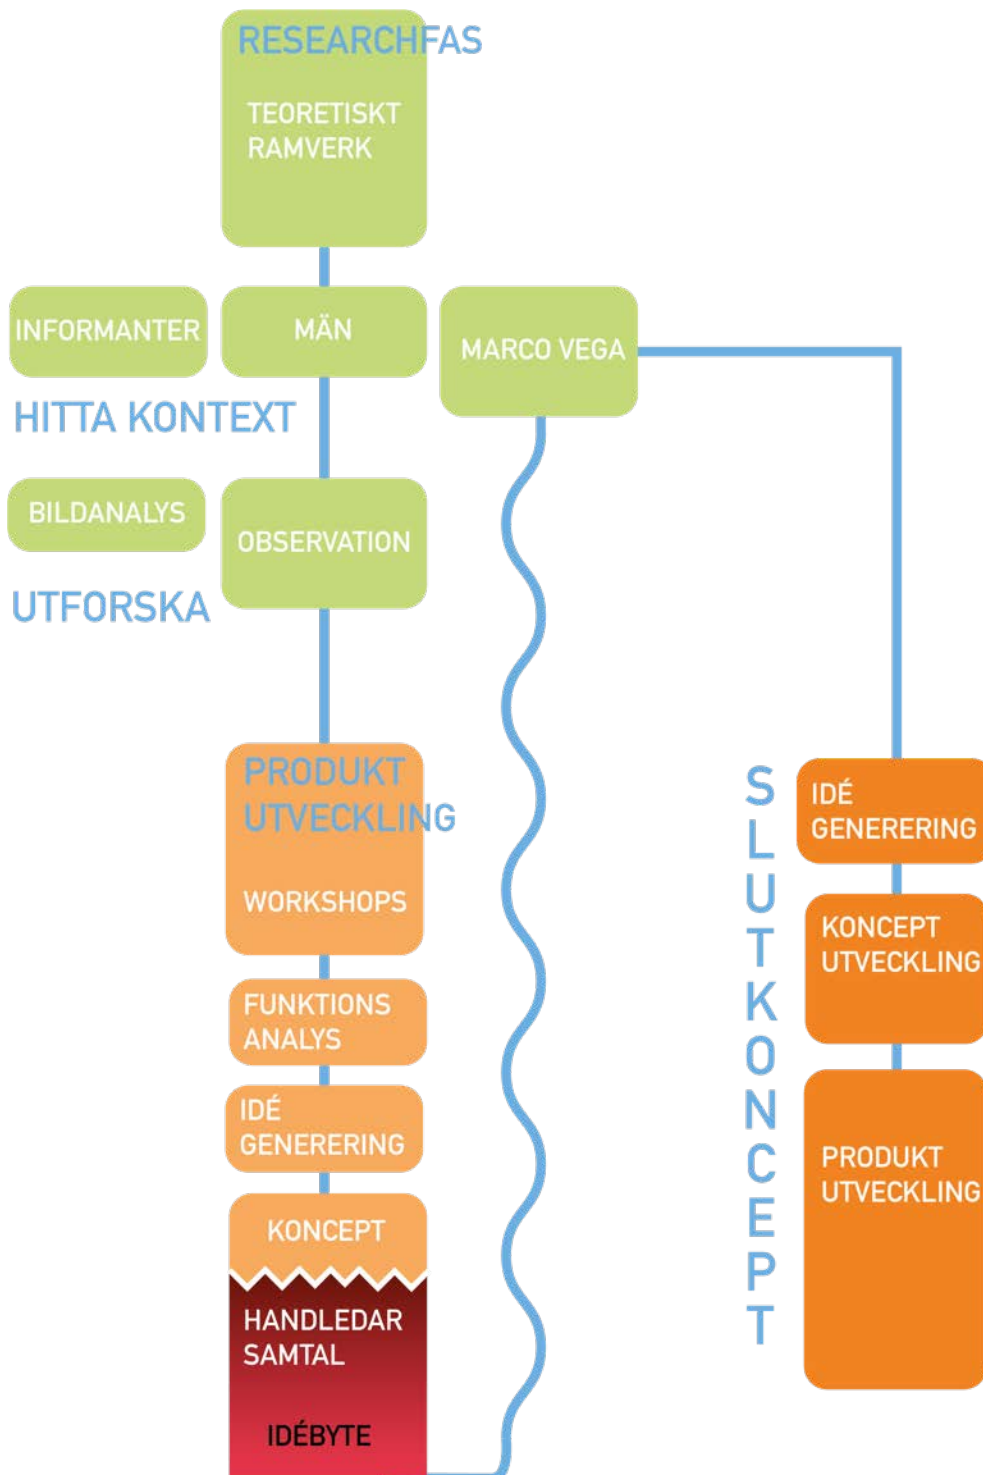 RESEARCHFAS
TEORETISKT
RAMVERK
INFORMANTER
MÄN
MARCO VEGA
HITTA KONTEXT
BILDANALYS
OBSERVATION
UTFORSKA
PRODUKT
UTVECKLING
WORKSHOPS
FUNKTIONS
ANALYS
IDÉ
GENERERING
KONCEPT
HANDLEDAR
SAMTAL
IDÉBYTE
SLUTKONCEPT
IDÉ
GENERERING
KONCEPT
UTVECKLING
PRODUKT
UTVECKLING